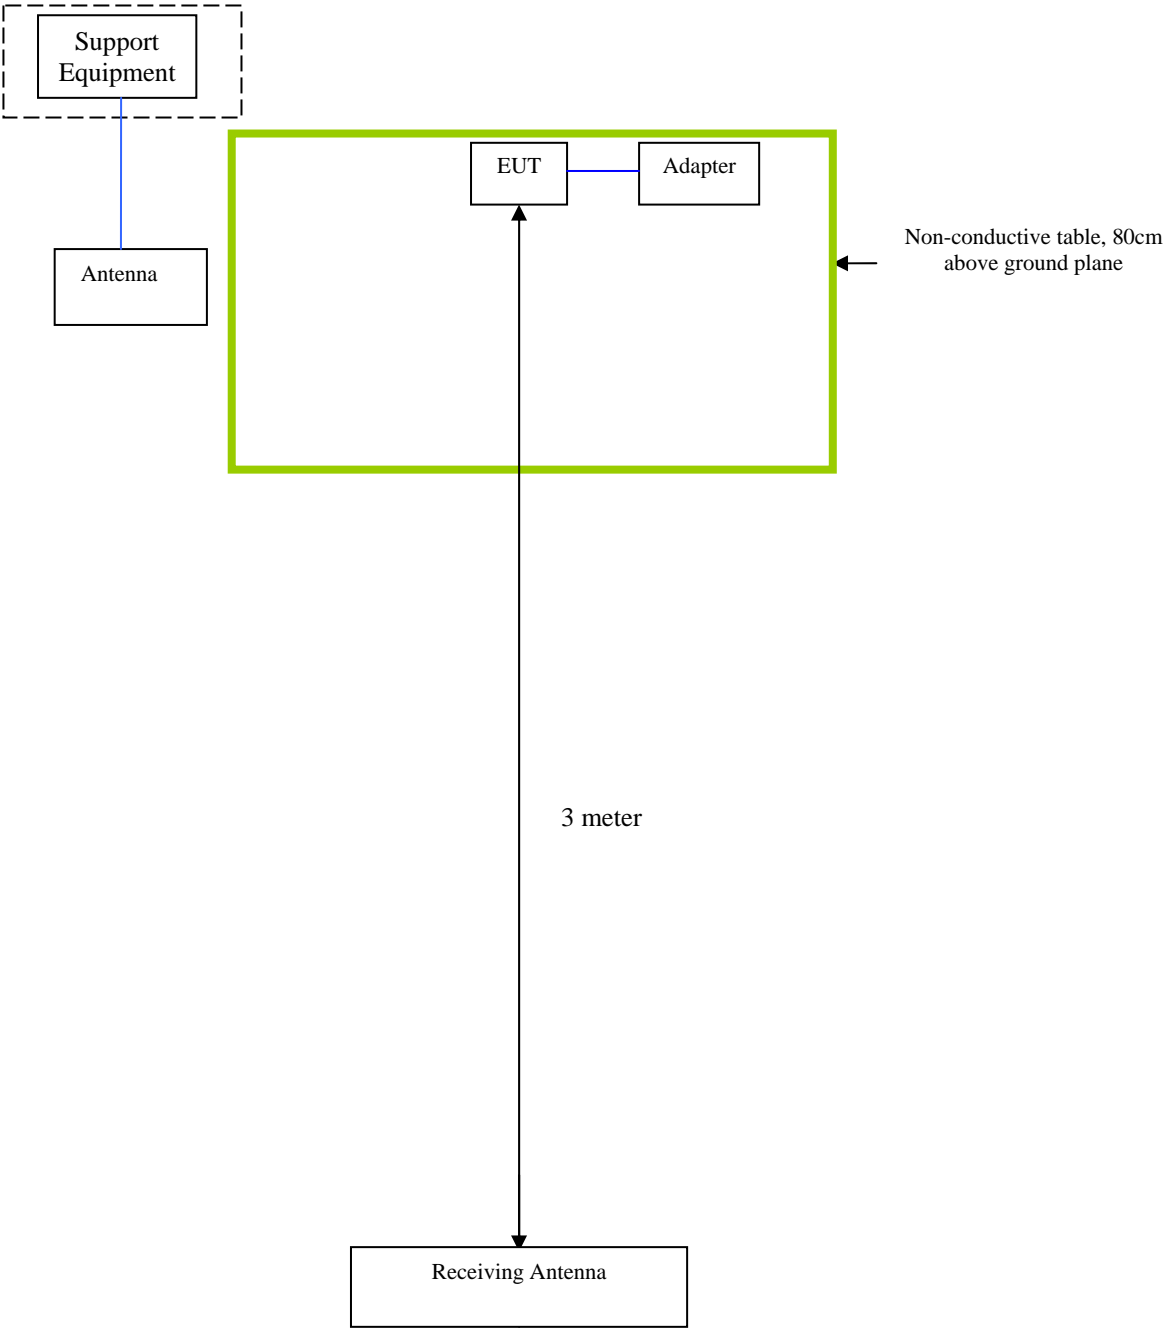 Support
Equipment
EUT
Adapter
Antenna
Non-conductive table, 80cm
above ground plane
3 meter
Receiving Antenna